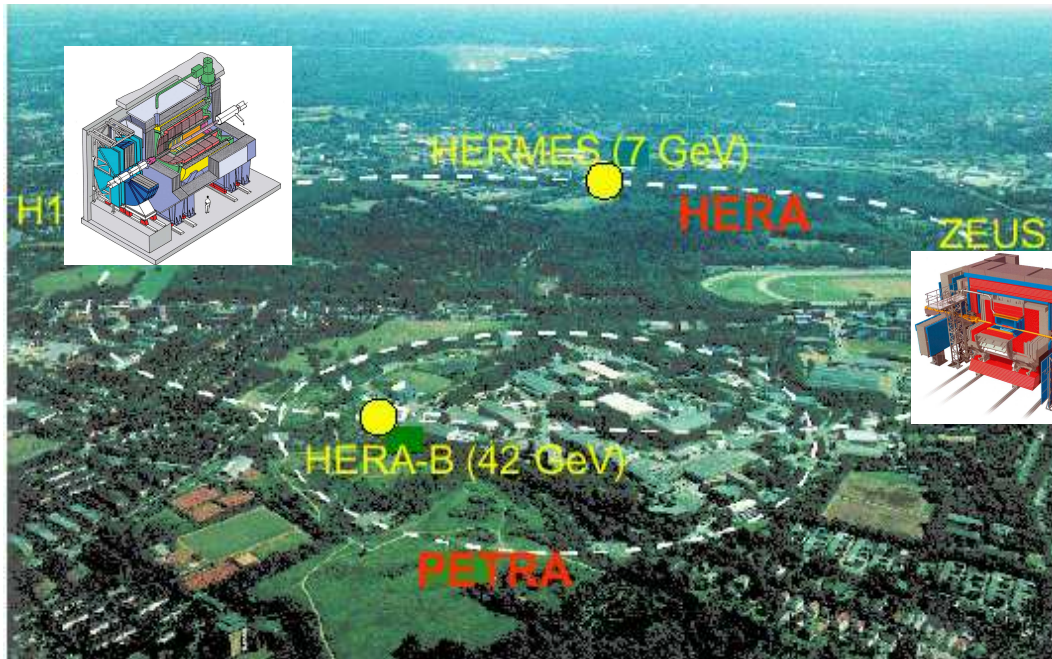 HERMES (7 GeV)
H1
HERA
ZEUS
HERA-B (42 GeV)
PETRA